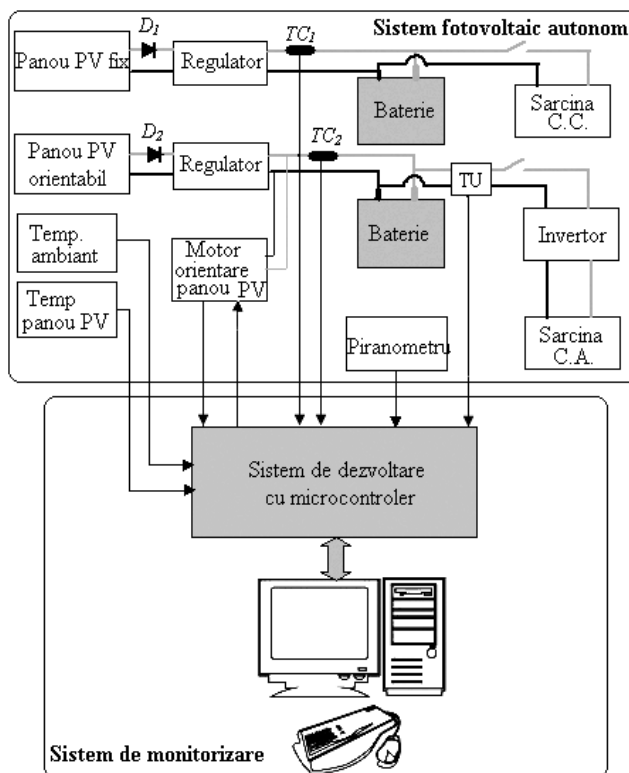 Sistem fotovoltaic autonom
D1
TC1
Panou PV fix
Regulator
Baterie
Sarcina
C.C.
D2
TC2
Panou PV
orientabil
Regulator
TU
Baterie
Invertor
Temp.
ambiant
Motor
orientare
panou PV
Temp
panou PV
Piranometru
Sarcina
C.A.
Sistem de dezvoltare
cu microcontroler
Sistem de monitorizare